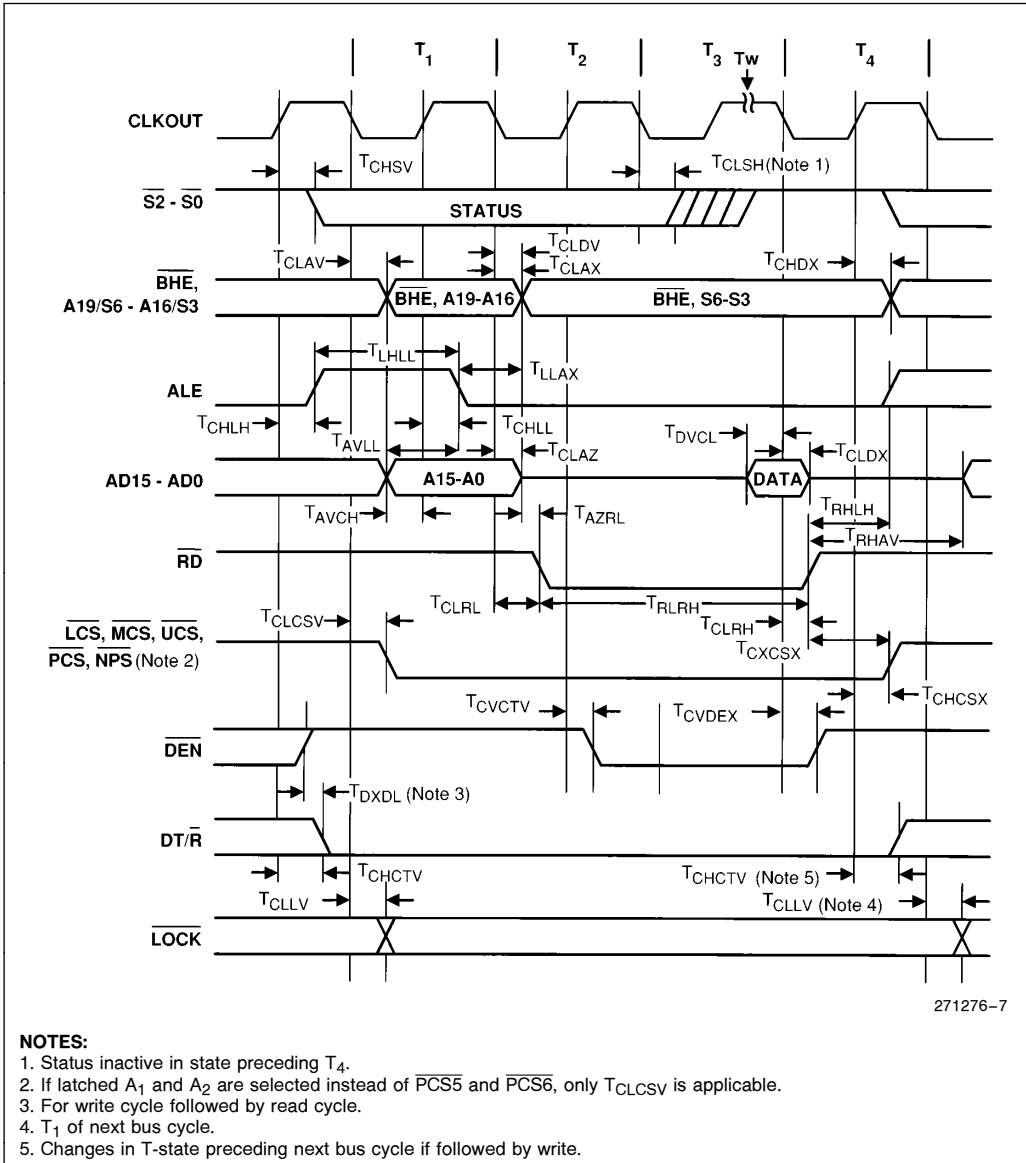 T1 T2 T3 TW T4
CLKOUT
TCHSV TCLSH (Note 1)
S2 - S0 STATUS
TCLAV TCLDV TCHDX
TCLAX
BHE,
A19/S6 - A16/S3
BHE, A19-A16 BHE, S6-S3
TLHLL
TLLAX
ALE
TCHLH TCHLL
TAVLL TDVCL
TCLAZ TCLDX
AD15 - AD0 A15-A0 DATA
TAVCH TAZRL TRHLH
TRHAV
RD
TCLRL TRLRH
TCLCSV TCLRH
LCS, MCS, UCS,
PCS, NPS (Note 2)
TCXCSX
TCHCSX
TCVCTV TCVDEX
DEN
TDXDL (Note 3)
DT/R
TCHCTV TCHCTV (Note 5)
TCLLV TCLLV (Note 4)
LOCK
271276-7
NOTES:
1. Status inactive in state preceding T4.
2. If latched A1 and A2 are selected instead of PCS5 and PCS6, only TCLCSV is applicable.
3. For write cycle followed by read cycle.
4. T1 of next bus cycle.
5. Changes in T-state preceding next bus cycle if followed by write.